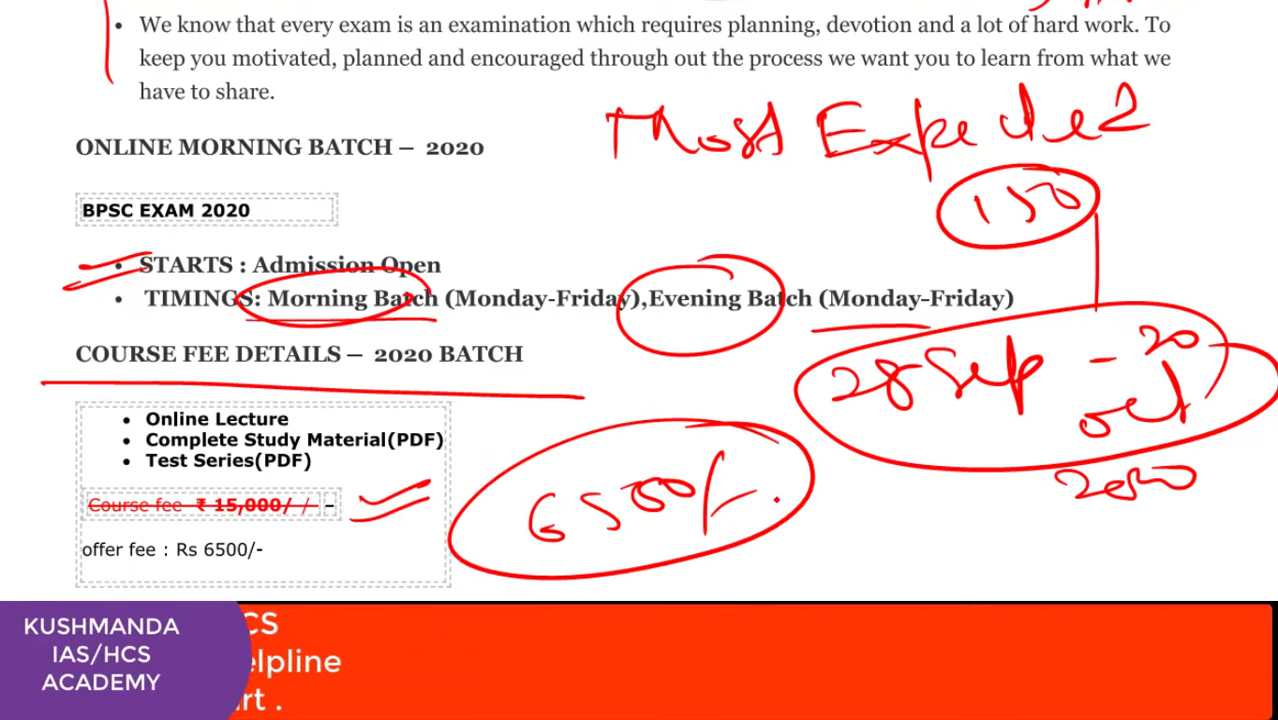 We know that every exam is an examination which requires planning, devotion and a lot of hard work. To
keep you motivated, planned and encouraged through out the process we want you to learn from what we
have to share.
Most Expected
150
ONLINE MORNING BATCH – 2020
BPSC EXAM 2020
STARTS : Admission Open
TIMINGS: Morning Batch (Monday-Friday),Evening Batch (Monday-Friday)
28 Sep – 20
oct
2020
COURSE FEE DETAILS – 2020 BATCH
Online Lecture
Complete Study Material(PDF)
Test Series(PDF)
6500/-
Course fee ₹ 15,000/ / –
offer fee : Rs 6500/-
KUSHMANDA
IAS/HCS
ACADEMY
CS
elpline
rt .